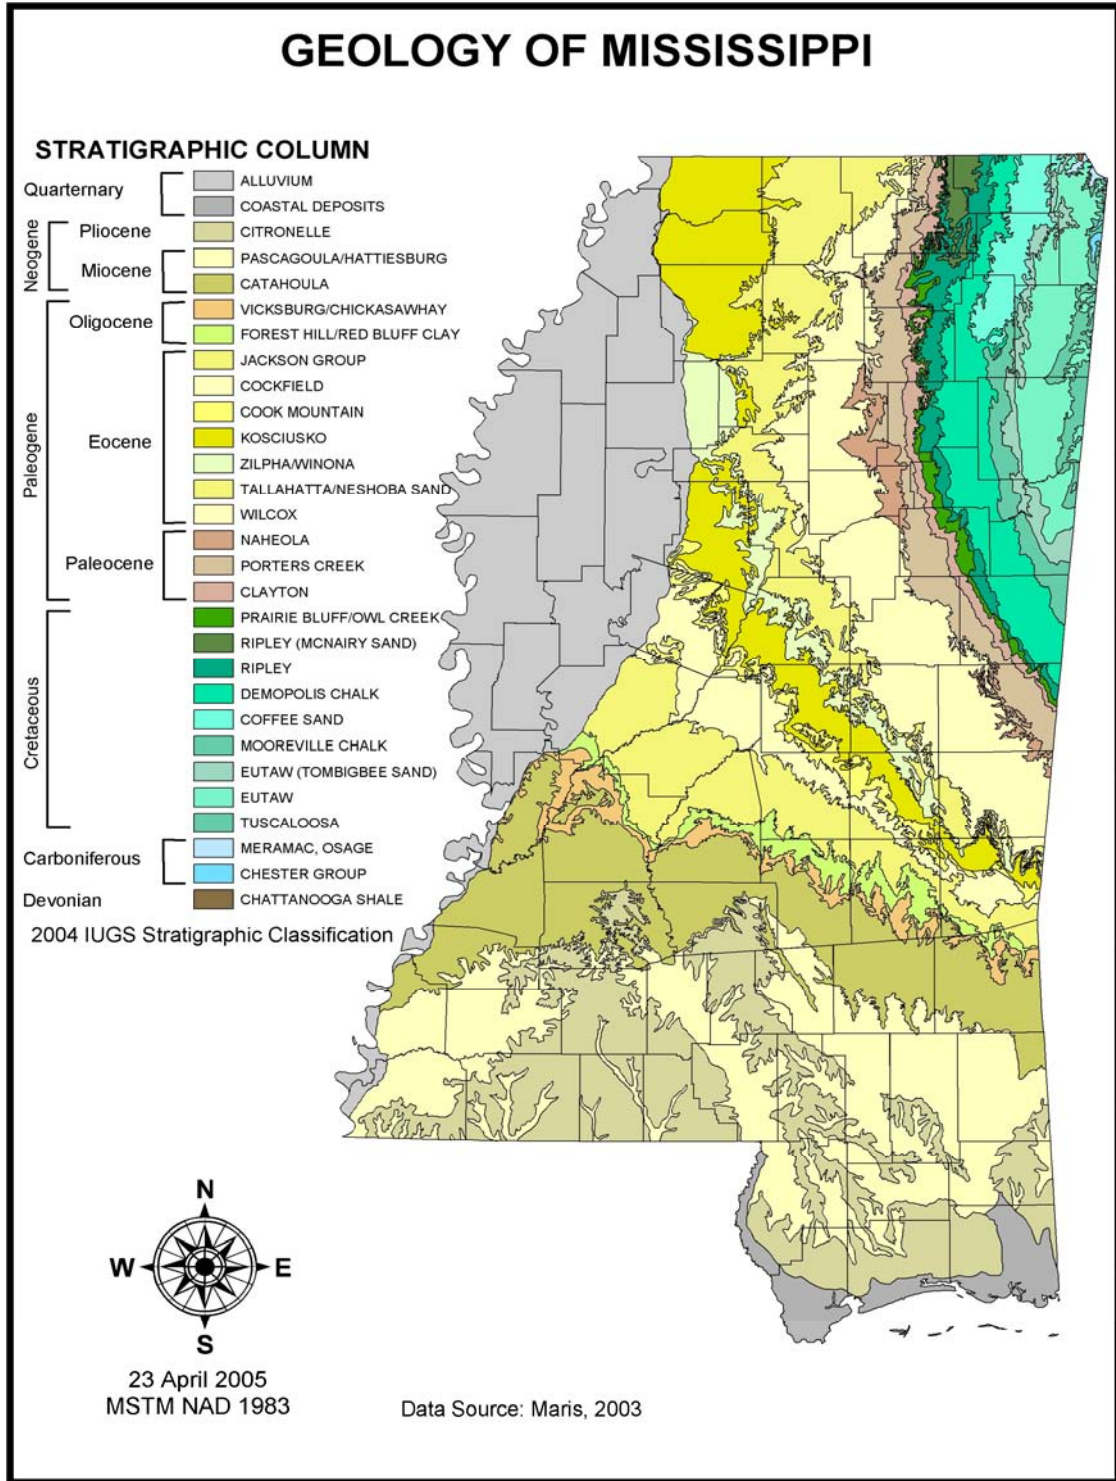 GEOLOGY OF MISSISSIPPI
STRATIGRAPHIC COLUMN
Quarternary
ALLUVIUM
COASTAL DEPOSITS
Neogene
Pliocene
CITRONELLE
Miocene
PASCAGOULA/HATTIESBURG
CATAHOULA
Paleogene
Oligocene
VICKSBURG/CHICKASAWHAY
FOREST HILL/RED BLUFF CLAY
Eocene
JACKSON GROUP
COCKFIELD
COOK MOUNTAIN
KOSCIUSKO
ZILPHA/WINONA
TALLAHATTA/NESHOBA SAND
WILCOX
Paleocene
NAHEOLA
PORTERS CREEK
CLAYTON
Cretaceous
PRAIRIE BLUFF/OWL CREEK
RIPLEY (MCNAIRY SAND)
RIPLEY
DEMOPOLIS CHALK
COFFEE SAND
MOOREVILLE CHALK
EUTAW (TOMBIGBEE SAND)
EUTAW
TUSCALOOSA
Carboniferous
MERAMAC, OSAGE
CHESTER GROUP
Devonian
CHATTANOOGA SHALE
2004 IUGS Stratigraphic Classification
N
W E
S
23 April 2005
MSTM NAD 1983
Data Source: Maris, 2003